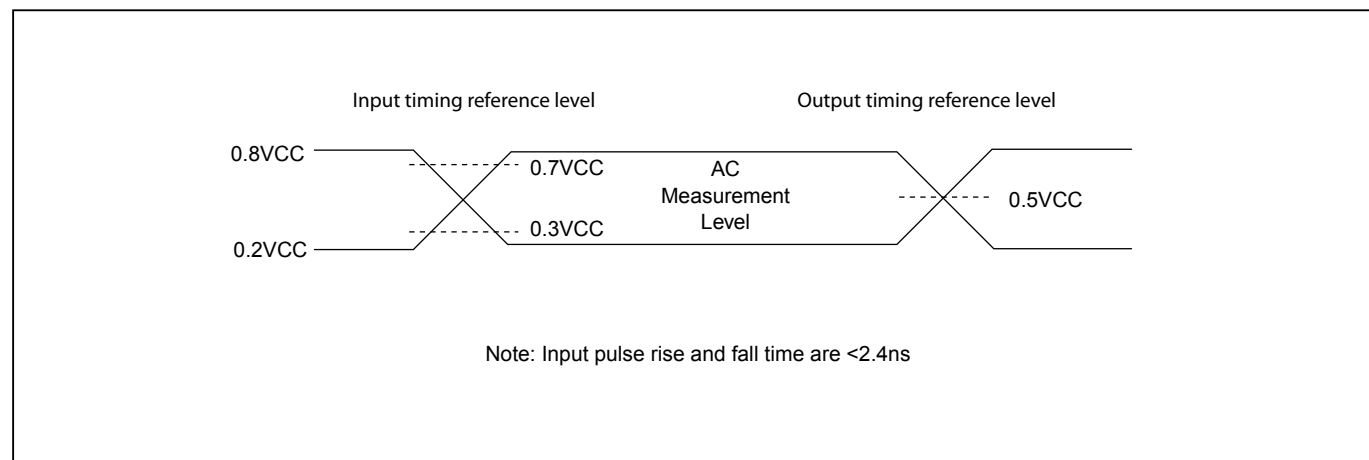 Input timing reference level
Output timing reference level
0.8VCC
0.7VCC
AC
Measurement
Level
0.5VCC
0.3VCC
0.2VCC
Note: Input pulse rise and fall time are <2.4ns